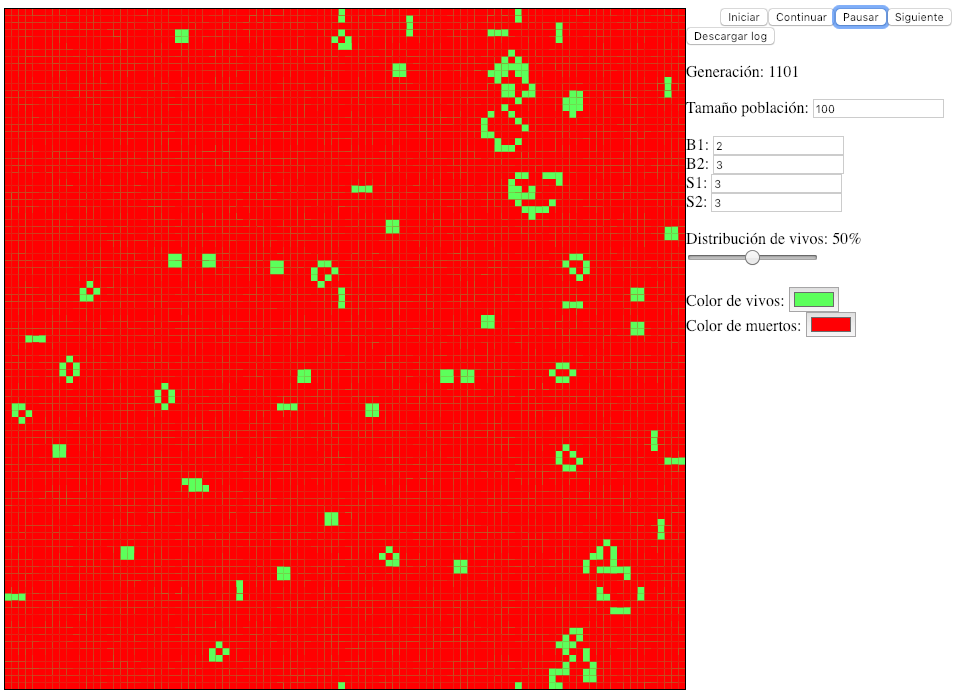 Iniciar Continuar Pausar Siguiente
Descargar log
Generación: 1101
Tamaño población: 100
B1: 2
B2: 3
S1: 3
S2: 3
Distribución de vivos: 50%
Color de vivos:
Color de muertos: